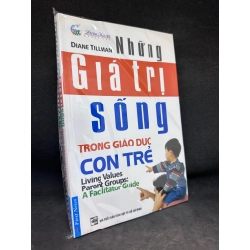 DIANE TILLMAN
Những
Giá trị
sống
TRONG GIÁO DỤC
CON TRẺ
Living Values
Parent Groups:
A Facilitator Guide